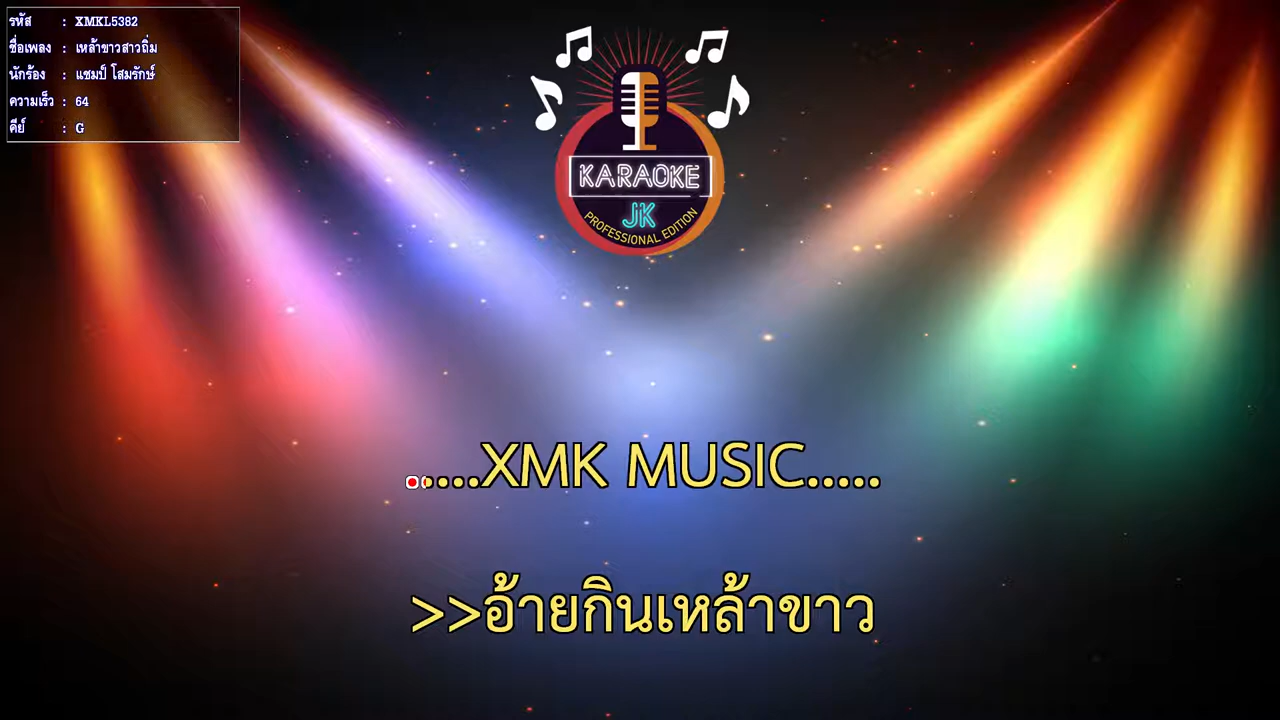 รหัส : XMKL5382
ชื่อเพลง : เหล้าขาวสาวถิ่ม
นักร้อง : แชมป์ โสมรักษ์
ความเร็ว : 64
คีย์ : G
KARAOKE
JK
PROFESSIONAL EDITION
.....XMK MUSIC.....
>>อ้ายกินเหล้าขาว